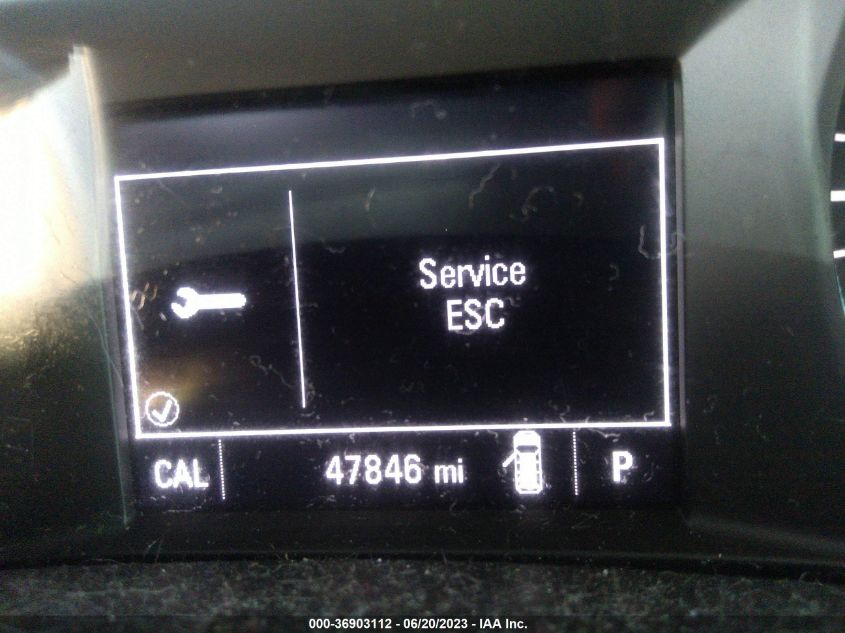 Service
ESC
CAL 47846 mi P
000-36903112 - 06/20/2023 - IAA Inc.